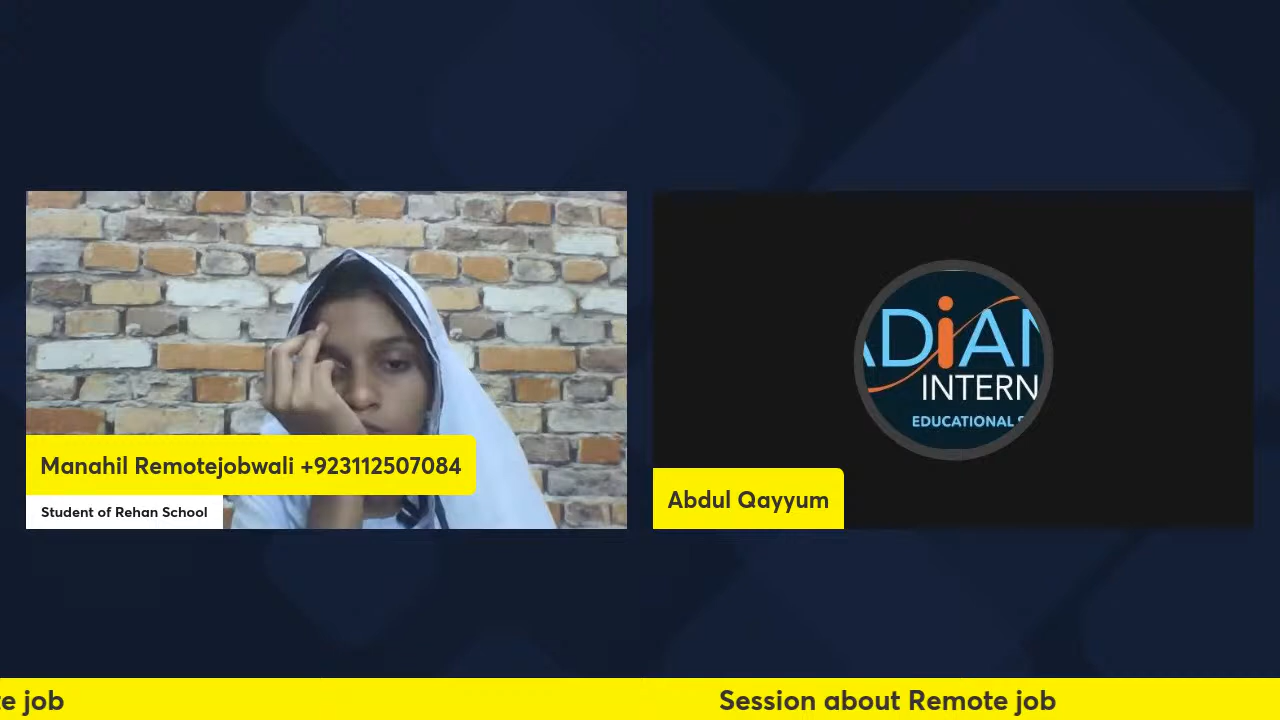 Manahil Remotejobwali +923112507084
Student of Rehan School
ADiAN
INTERN
EDUCATIONAL
Abdul Qayyum
e job
Session about Remote job